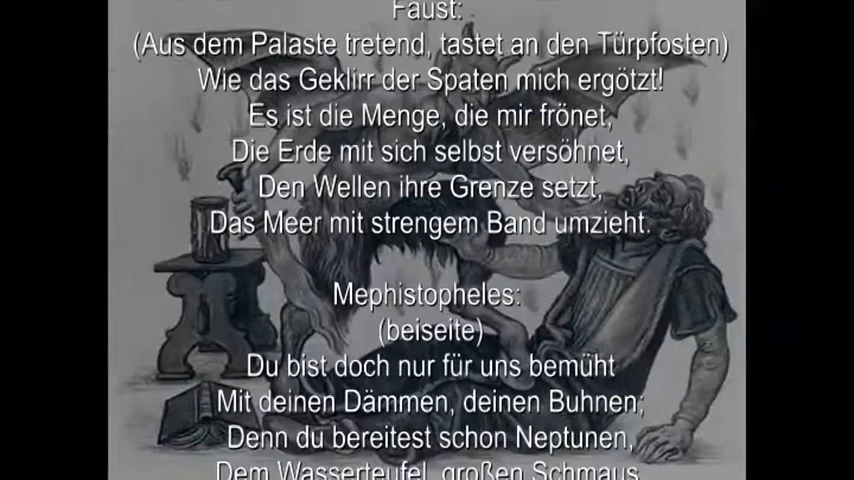 Faust:
(Aus dem Palaste tretend, tastet an den Türpfosten)
Wie das Geklirr der Spaten mich ergötzt!
Es ist die Menge, die mir frönet,
Die Erde mit sich selbst versöhnet,
Den Wellen ihre Grenze setzt,
Das Meer mit strengem Band umzieht.
Mephistopheles:
(beiseite)
Du bist doch nur für uns bemüht
Mit deinen Dämmen, deinen Buhnen;
Denn du bereitest schon Neptunen,
Dem Wasserteufel, großen Schmaus.